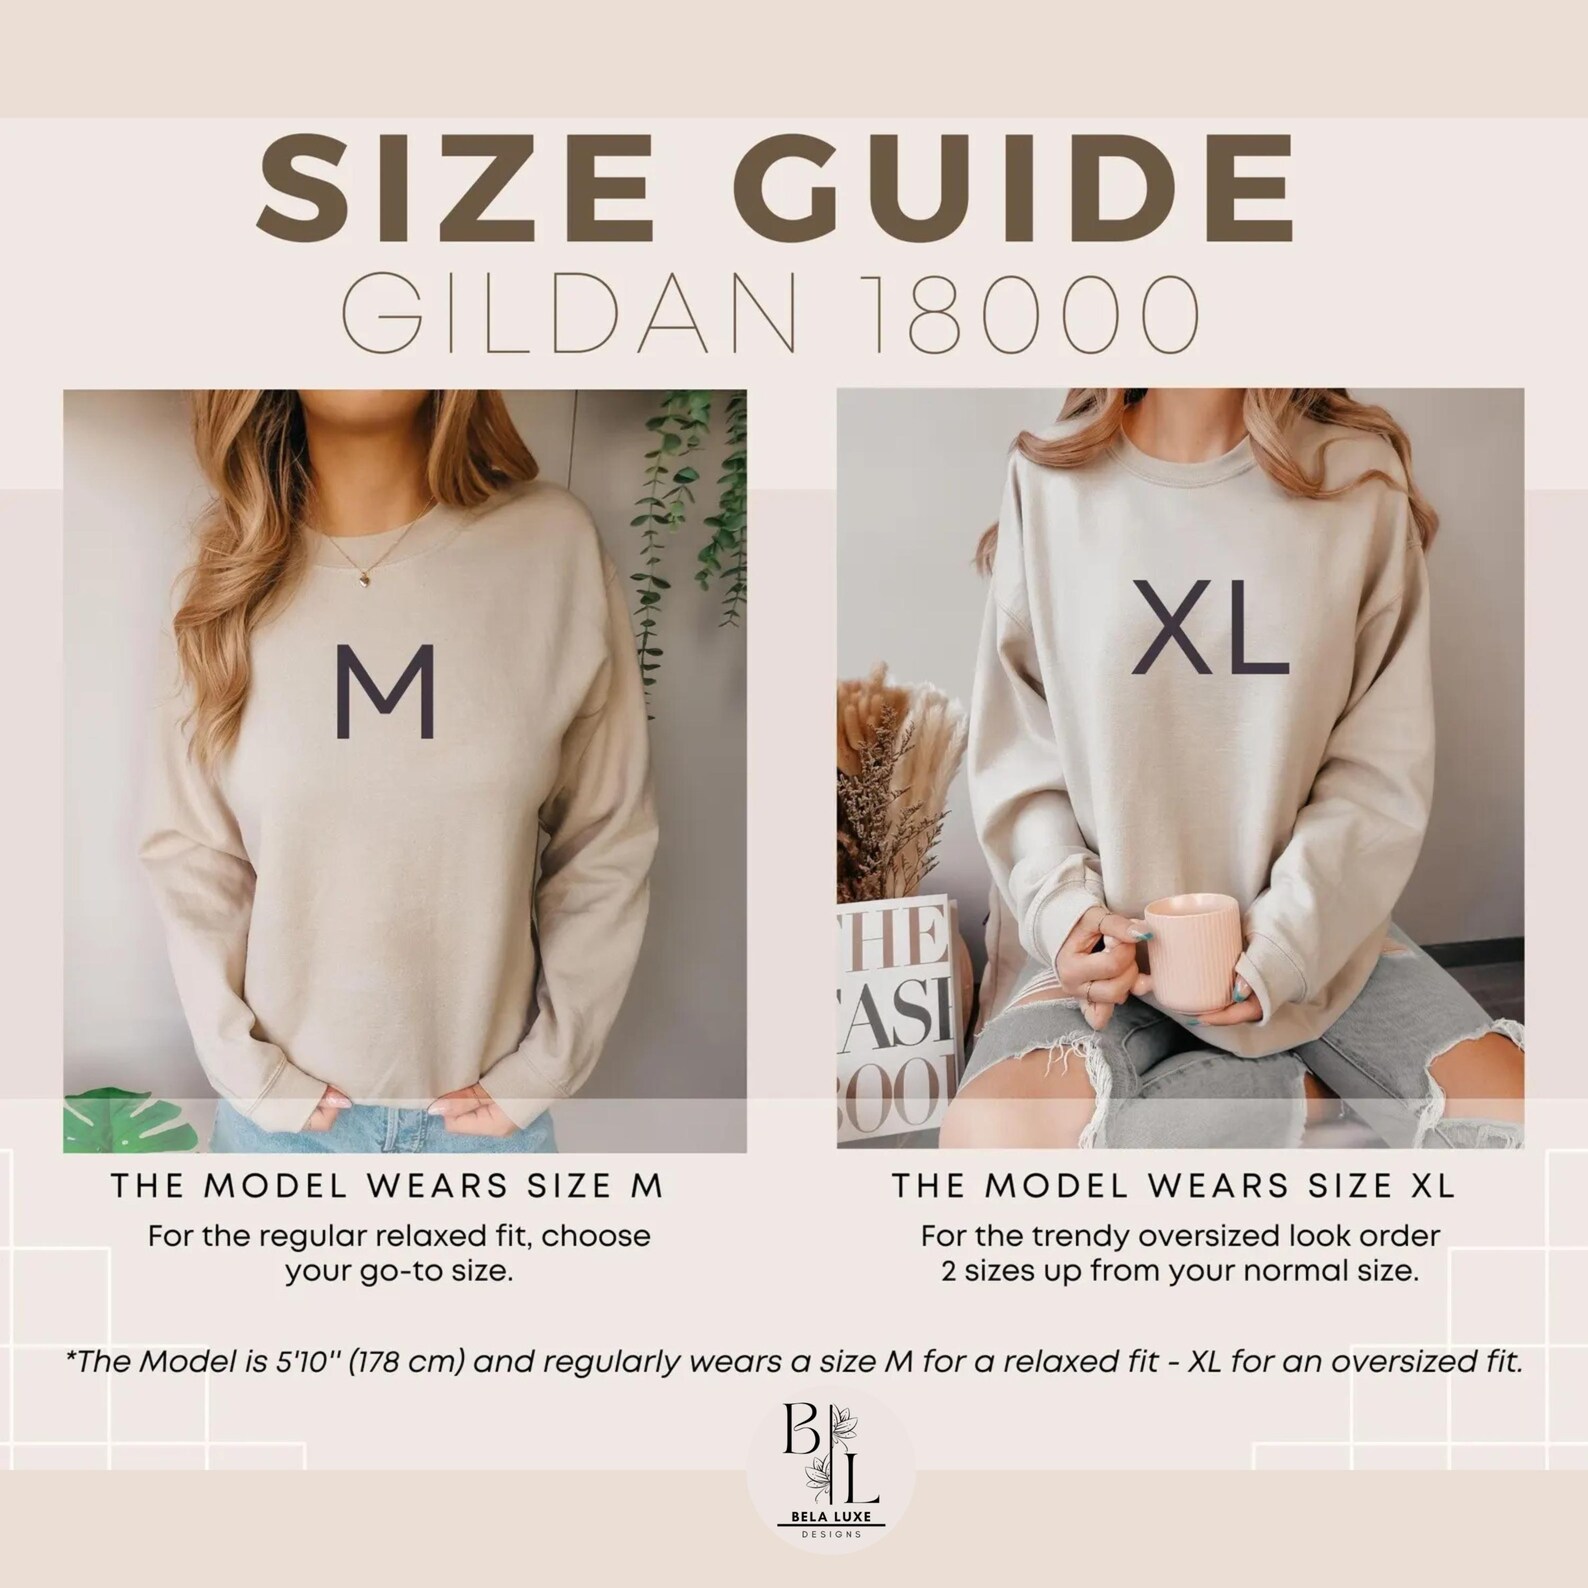 SIZE GUIDE
GILDAN 18000
M
XL
THE
BOOK
THE MODEL WEARS SIZE M
For the regular relaxed fit, choose
your go-to size.
THE MODEL WEARS SIZE XL
For the trendy oversized look order
2 sizes up from your normal size.
*The Model is 5'10'' (178 cm) and regularly wears a size M for a relaxed fit - XL for an oversized fit.
B
L
BELA LUXE
DESIGNS